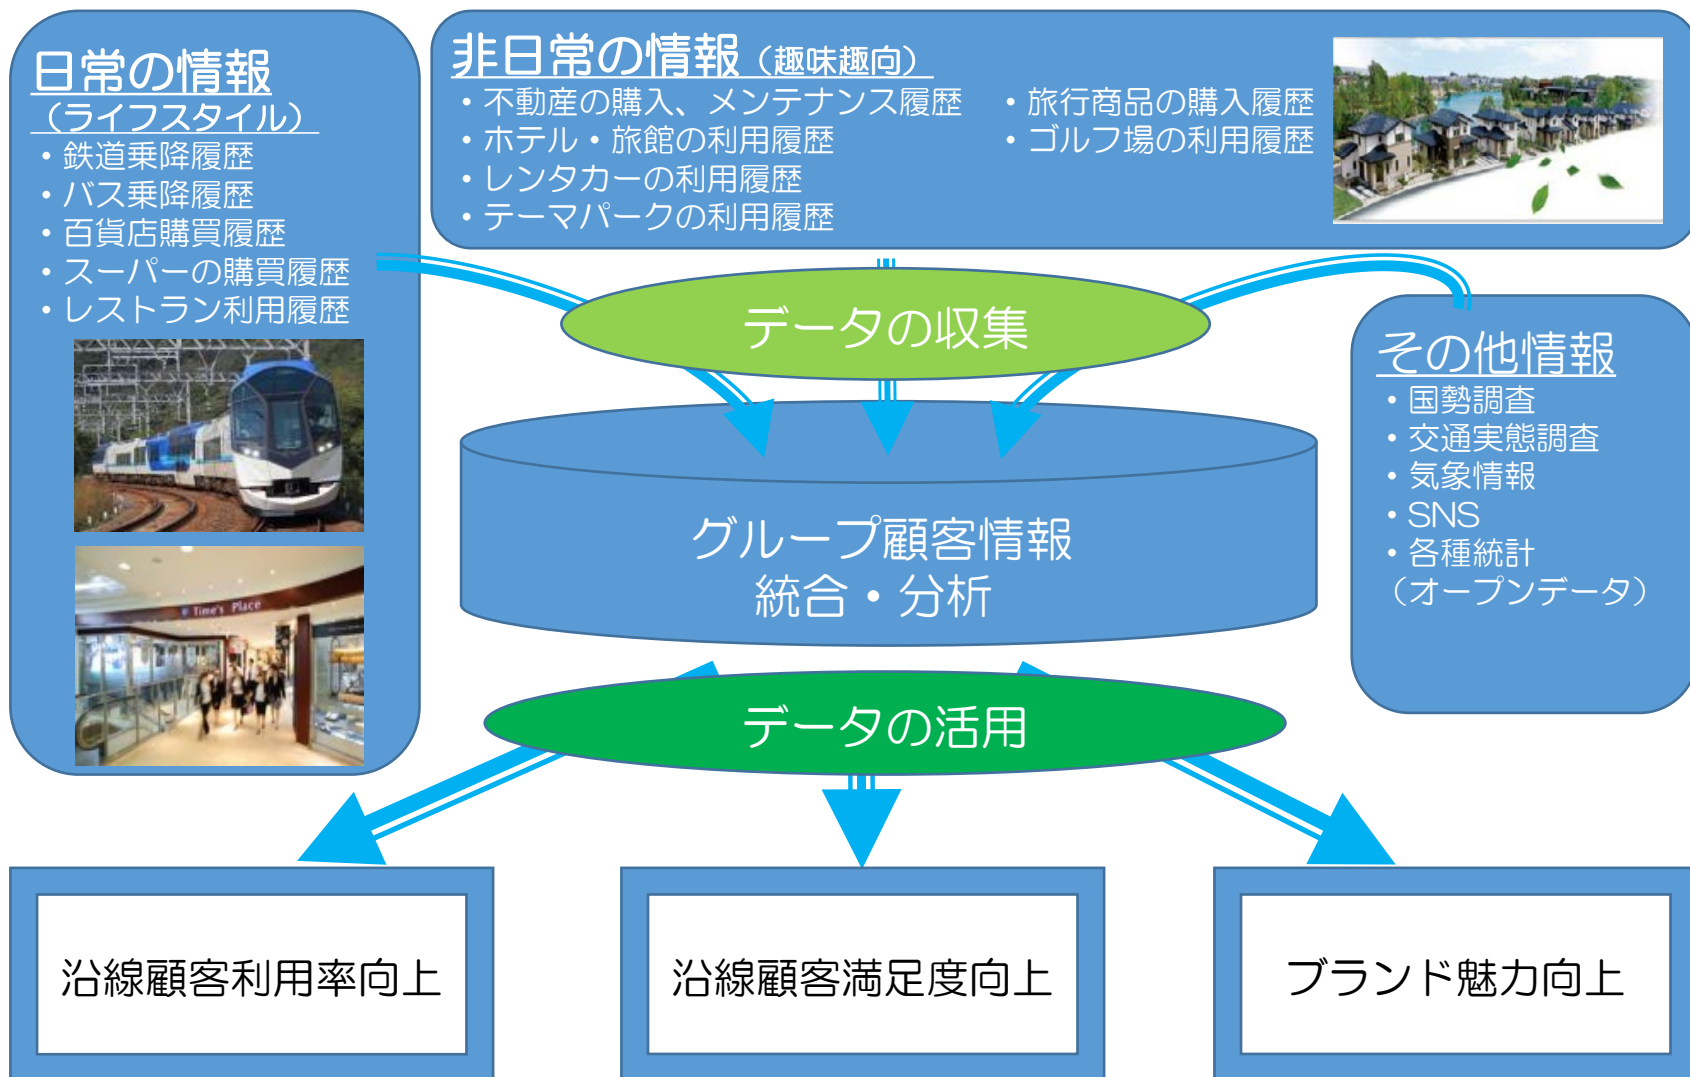 日常の情報
（ライフスタイル）
・鉄道乗降履歴
・バス乗降履歴
・百貨店購買履歴
・スーパーの購買履歴
・レストラン利用履歴
Time's Place
非日常の情報（趣味趣向）
・不動産の購入、メンテナンス履歴
・ホテル・旅館の利用履歴
・レンタカーの利用履歴
・テーマパークの利用履歴
・旅行商品の購入履歴
・ゴルフ場の利用履歴
データの収集
その他情報
・国勢調査
・交通実態調査
・気象情報
・SNS
・各種統計
（オープンデータ）
グループ顧客情報
統合・分析
データの活用
沿線顧客利用率向上
沿線顧客満足度向上
ブランド魅力向上